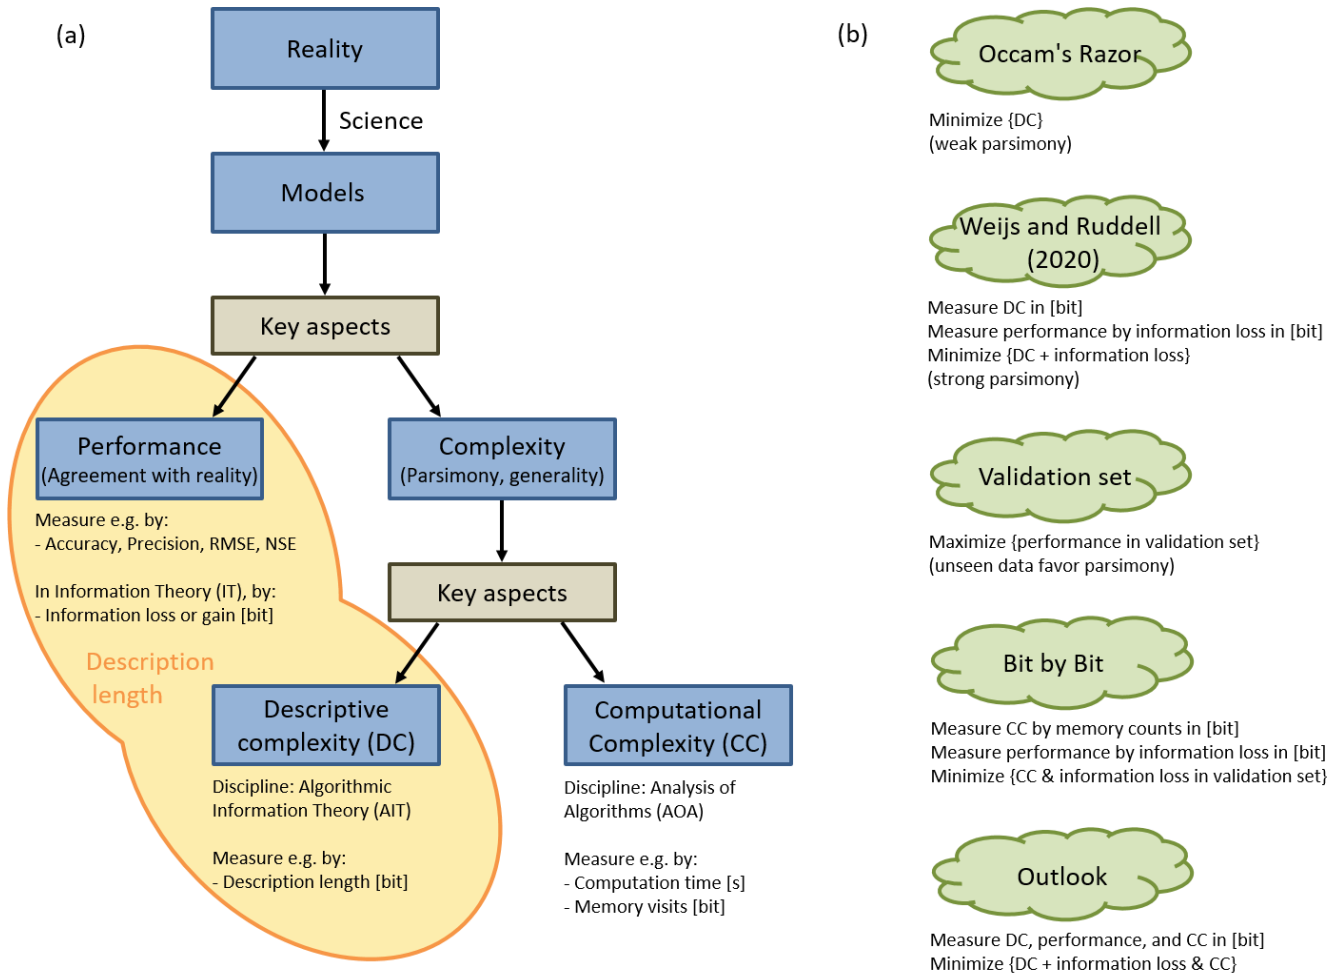 (a)
Reality
Science
Models
Key aspects
Performance
(Agreement with reality)
Measure e.g. by:
- Accuracy, Precision, RMSE, NSE
In Information Theory (IT), by:
- Information loss or gain [bit]
Complexity
(Parsimony, generality)
Key aspects
Description
length
Descriptive
complexity (DC)
Discipline: Algorithmic
Information Theory (AIT)
Measure e.g. by:
- Description length [bit]
Computational
Complexity (CC)
Discipline: Analysis of
Algorithms (AOA)
Measure e.g. by:
- Computation time [s]
- Memory visits [bit]
(b)
Occam's Razor
Minimize {DC}
(weak parsimony)
Weijs and Ruddell
(2020)
Measure DC in [bit]
Measure performance by information loss in [bit]
Minimize {DC + information loss}
(strong parsimony)
Validation set
Maximize {performance in validation set}
(unseen data favor parsimony)
Bit by Bit
Measure CC by memory counts in [bit]
Measure performance by information loss in [bit]
Minimize {CC & information loss in validation set}
Outlook
Measure DC, performance, and CC in [bit]
Minimize {DC + information loss & CC}